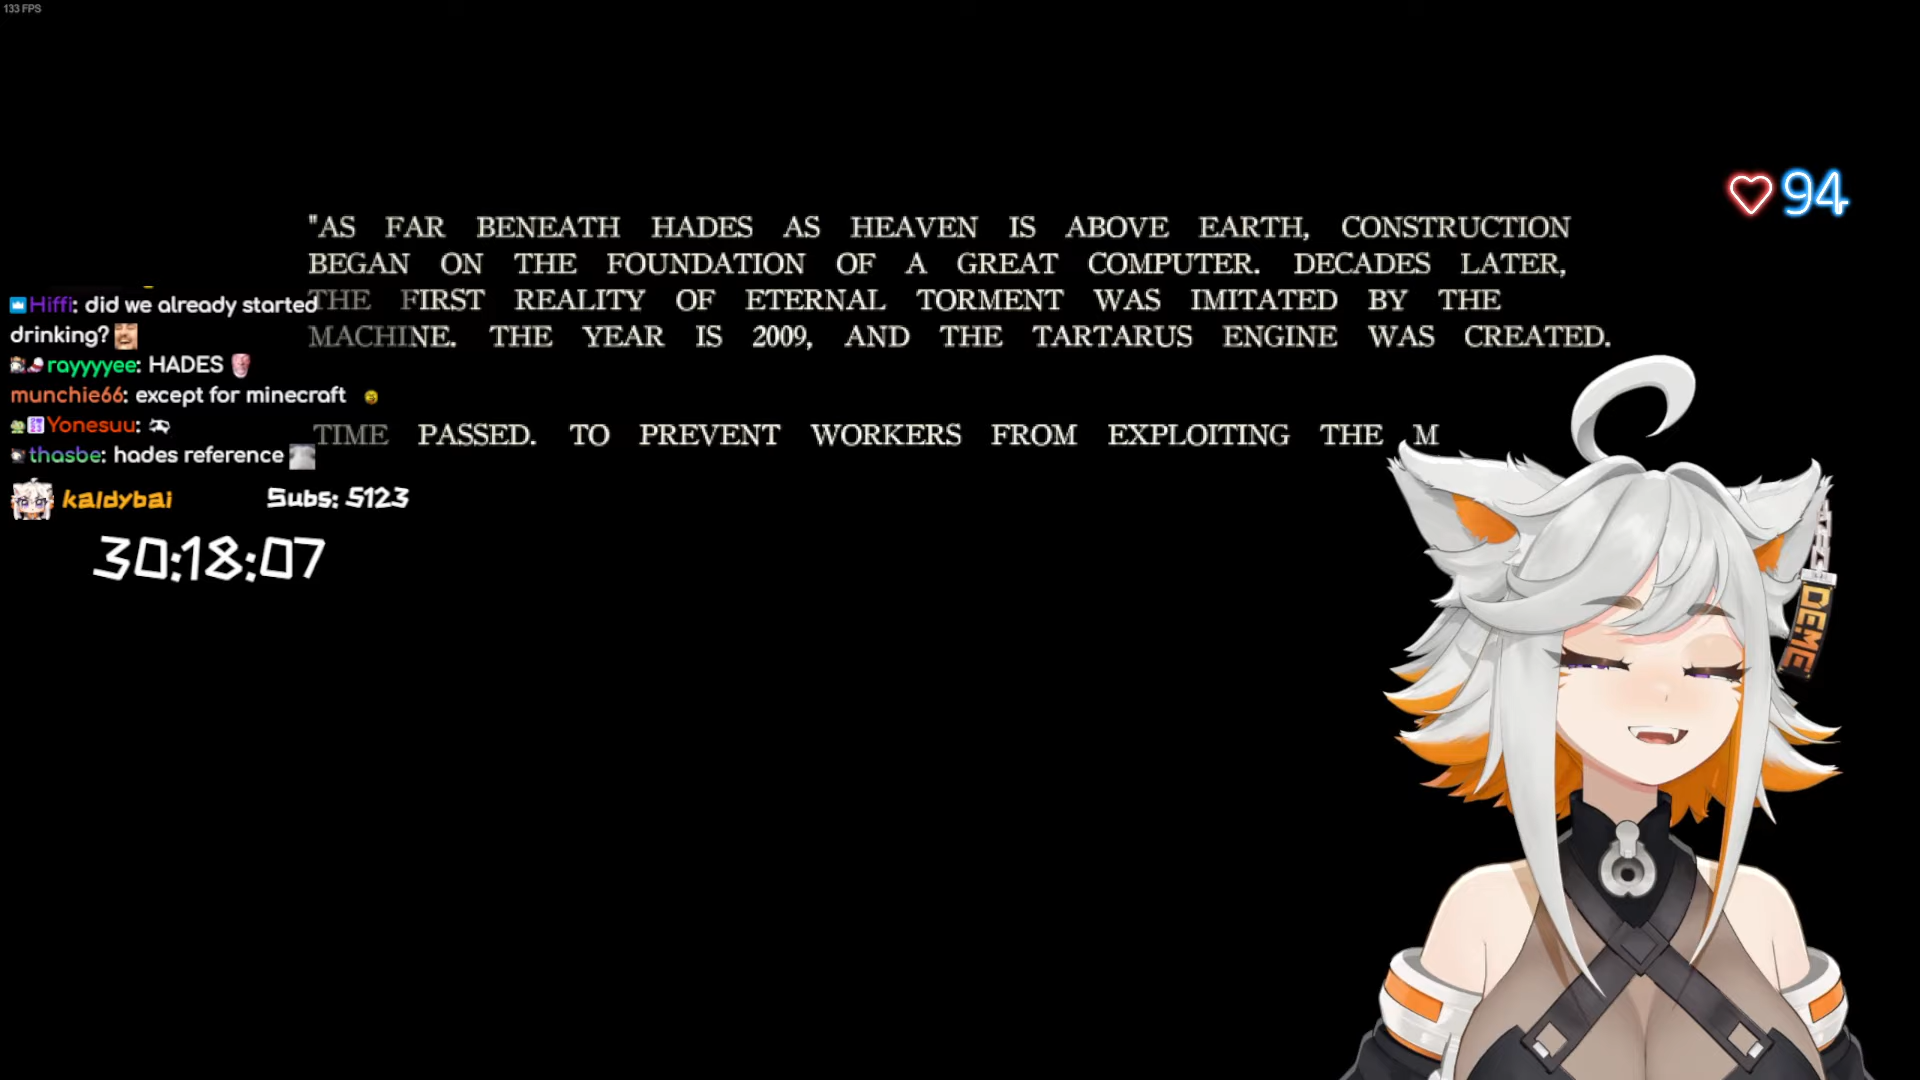 133 FPS
94
"AS FAR BENEATH HADES AS HEAVEN IS ABOVE EARTH, CONSTRUCTION
BEGAN ON THE FOUNDATION OF A GREAT COMPUTER. DECADES LATER,
THE FIRST REALITY OF ETERNAL TORMENT WAS IMITATED BY THE
MACHINE. THE YEAR IS 2009, AND THE TARTARUS ENGINE WAS CREATED.
TIME PASSED. TO PREVENT WORKERS FROM EXPLOITING THE M
Hiffi: did we already started
drinking?
rayyyyee: HADES
munchie66: except for minecraft
Yonesuu:
thasbe: hades reference
kaldybai
Subs: 5123
30:18:07
DEME